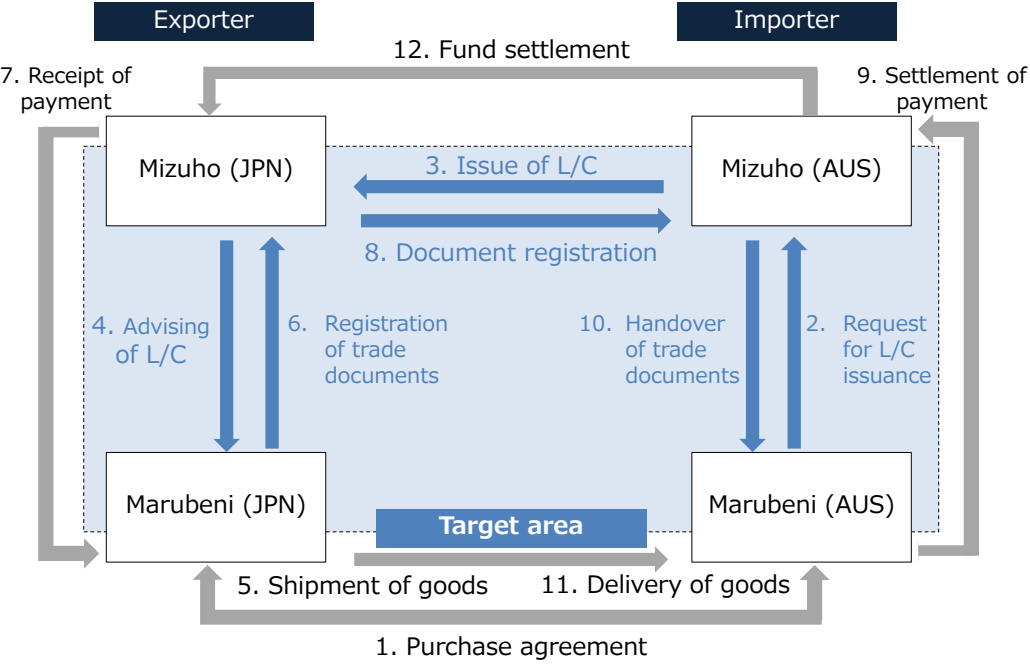 Exporter
Importer
12. Fund settlement
7. Receipt of
payment
9. Settlement of
payment
Mizuho (JPN)
Mizuho (AUS)
3. Issue of L/C
8. Document registration
4. Advising
of L/C
6. Registration
of trade
documents
10. Handover
of trade
documents
2. Request
for L/C
issuance
Marubeni (JPN)
Marubeni (AUS)
Target area
5. Shipment of goods
11. Delivery of goods
1. Purchase agreement